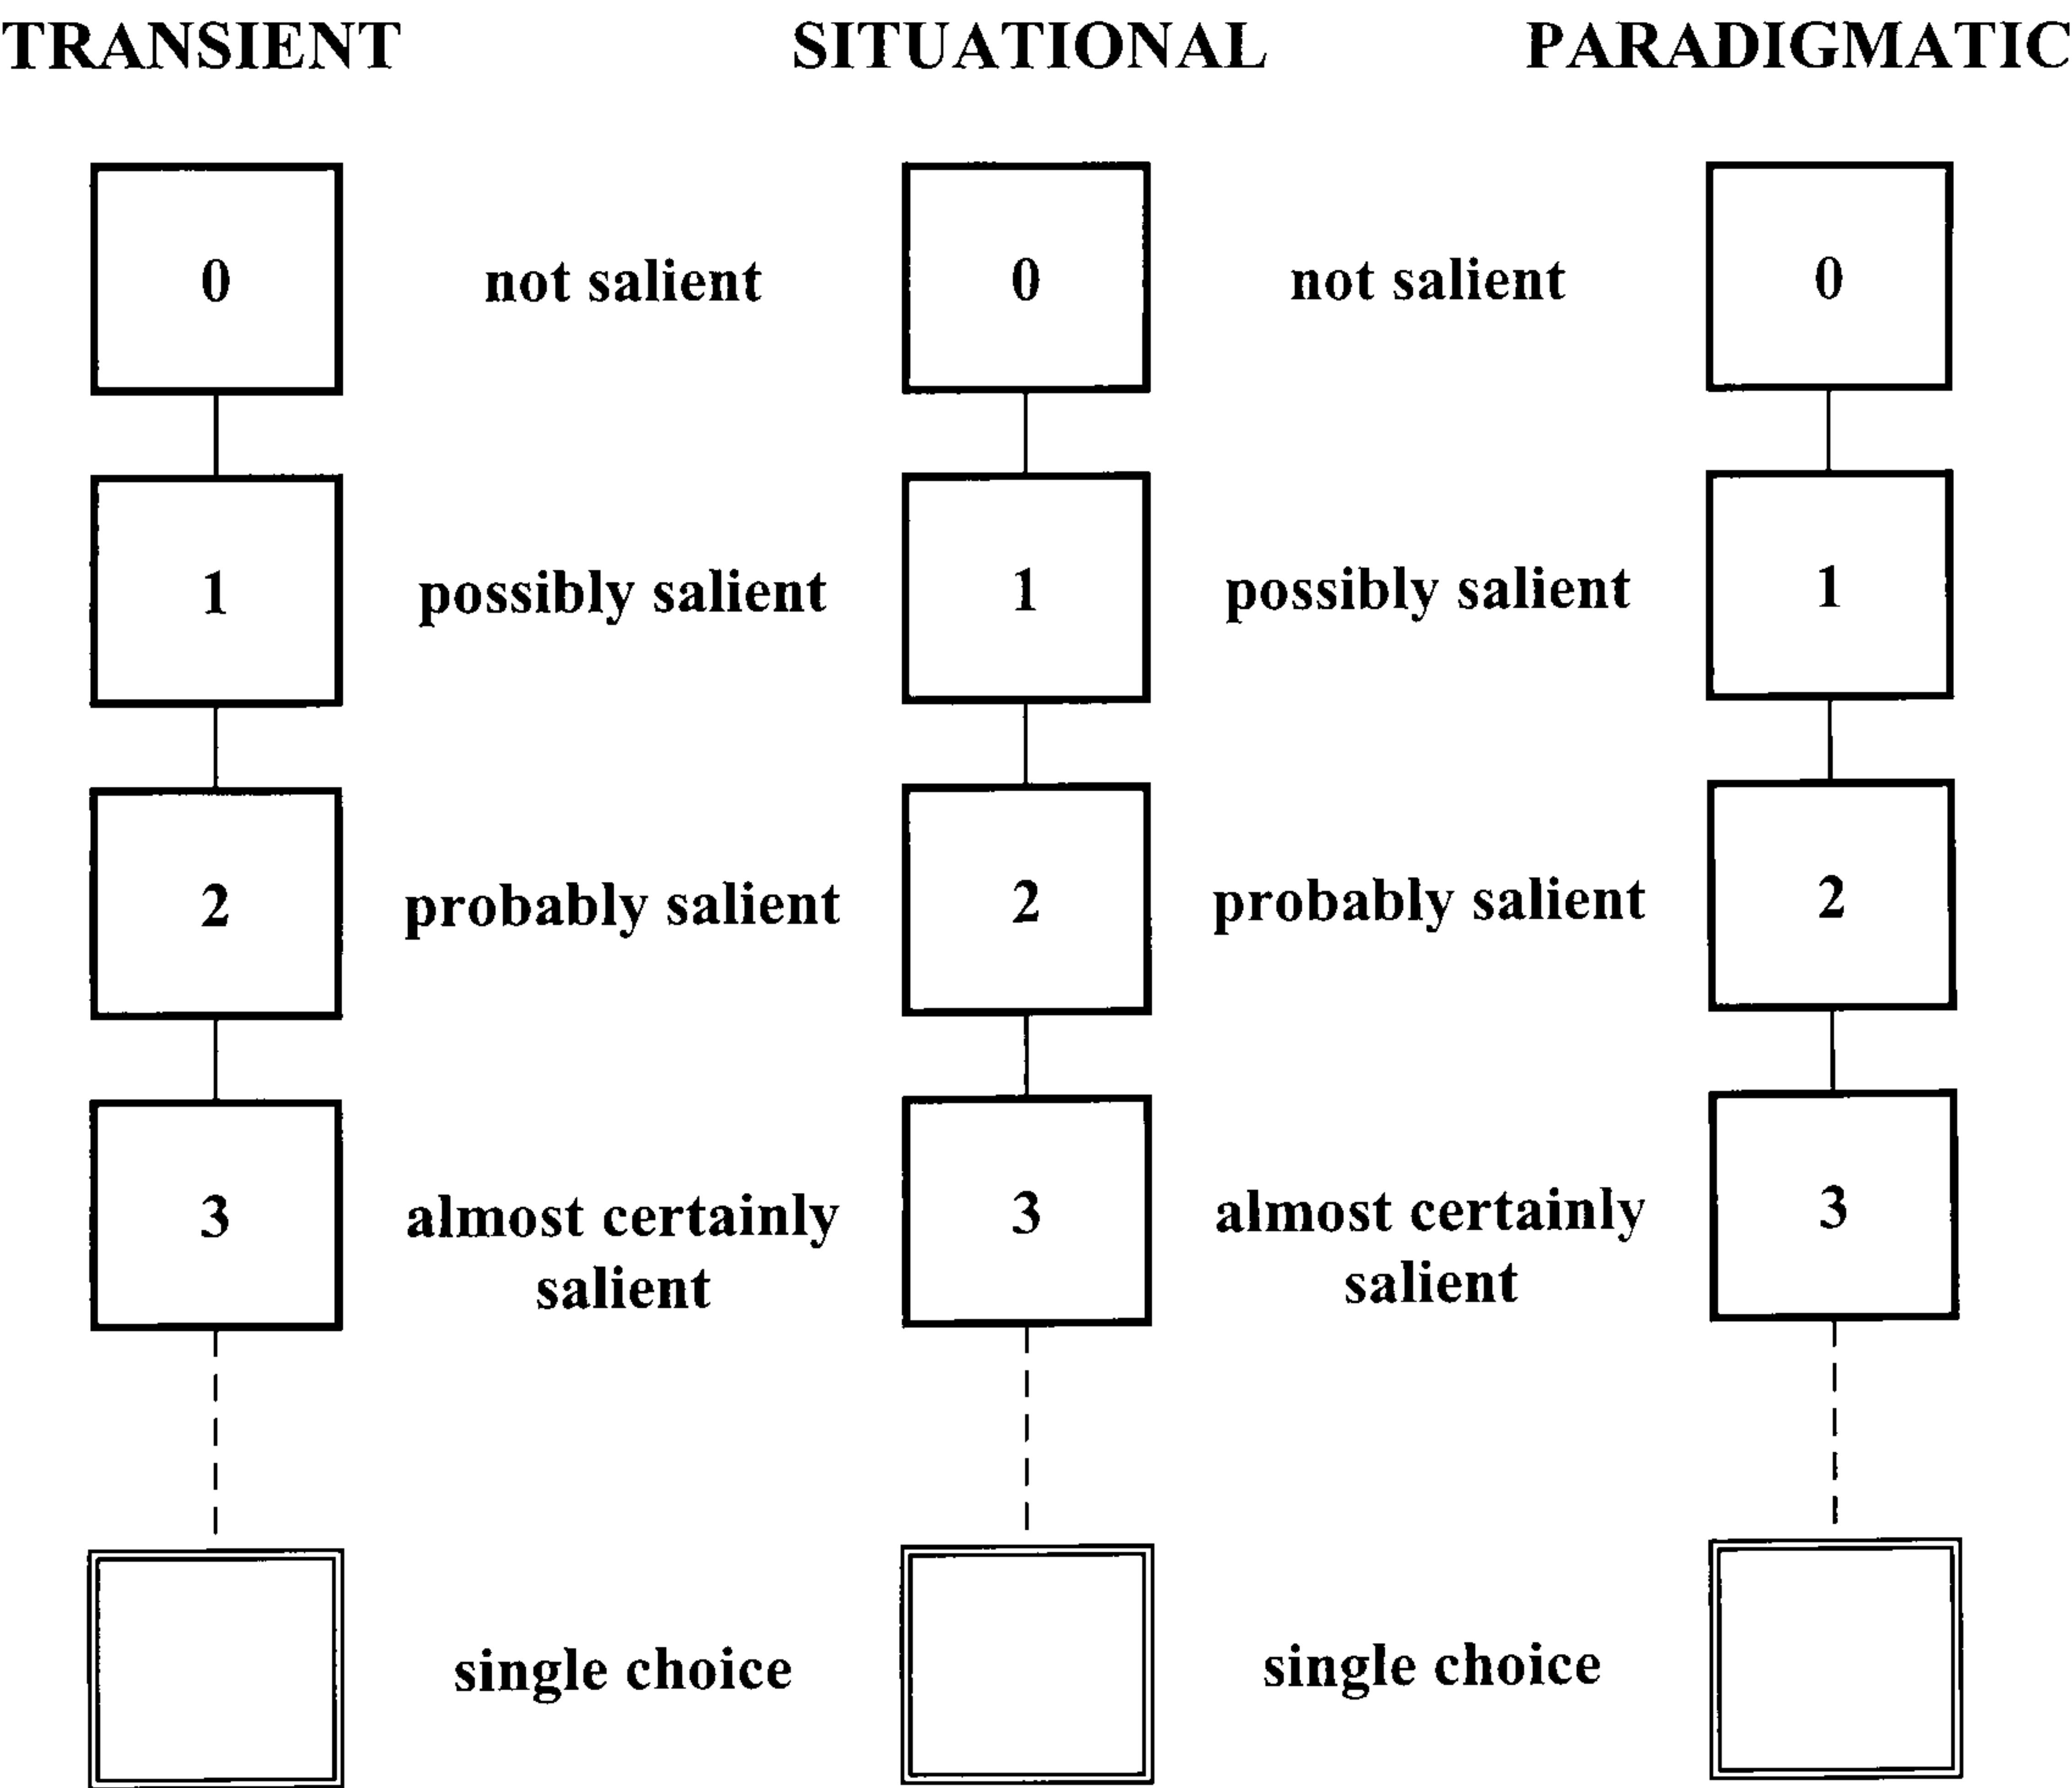 TRANSIENT SITUATIONAL PARADIGMATIC
0 not salient 0 not salient 0
1 possibly salient 1 possibly salient 1
2 probably salient 2 probably salient 2
3 almost certainly 3 almost certainly 3
salient salient
single choice single choice